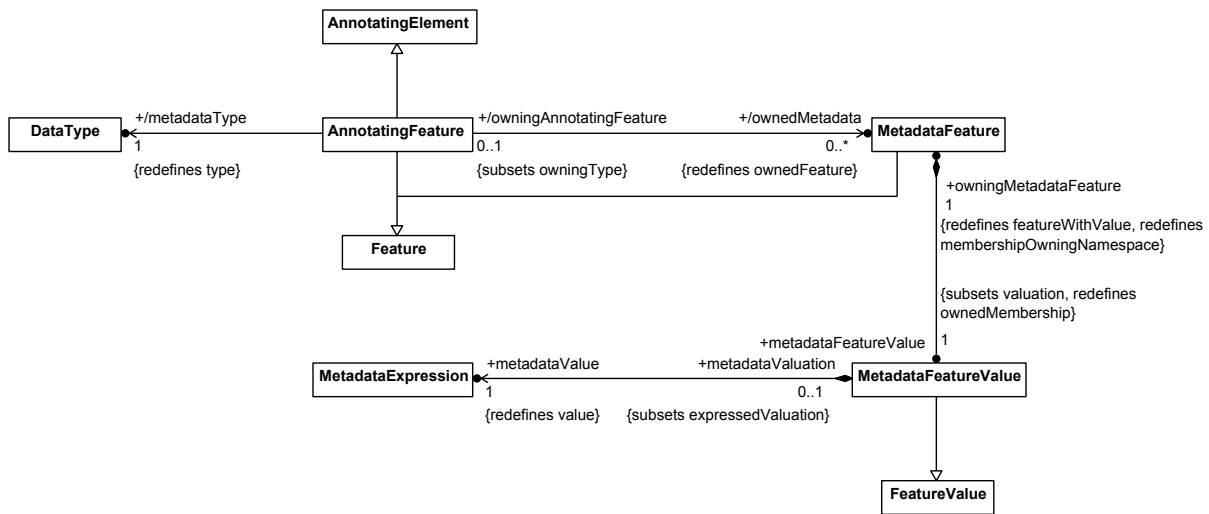 AnnotatingElement
+/metadataType
+/owningAnnotatingFeature
+/ownedMetadata
DataType
AnnotatingFeature
MetadataFeature
1
0..1
0..*
{redefines type}
{subsets owningType}
{redefines ownedFeature}
+owningMetadataFeature
1
{redefines featureWithValue, redefines
membershipOwningNamespace}
Feature
{subsets valuation, redefines
ownedMembership}
+metadataFeatureValue
1
+metadataValue
+metadataValuation
MetadataExpression
MetadataFeatureValue
1
0..1
{redefines value}
{subsets expressedValuation}
FeatureValue